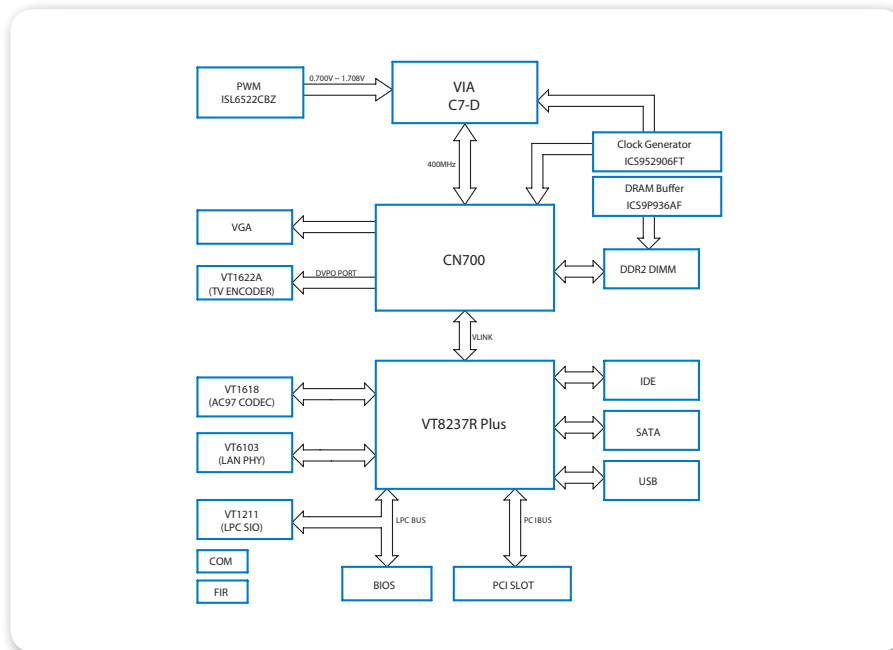 PWM
ISL6522CBZ
0.700V ~ 1.708V
VIA
C7-D
Clock Generator
ICS952906FT
400MHz
DRAM Buffer
ICS9P936AF
VGA
CN700
DDR2 DIMM
VT1622A
(TV ENCODER)
DVPO PORT
VLINK
VT1618
(AC97 CODEC)
VT8237R Plus
IDE
SATA
VT6103
(LAN PHY)
USB
VT1211
(LPC SIO)
LPC BUS
PC IBUS
COM
FIR
BIOS
PCI SLOT